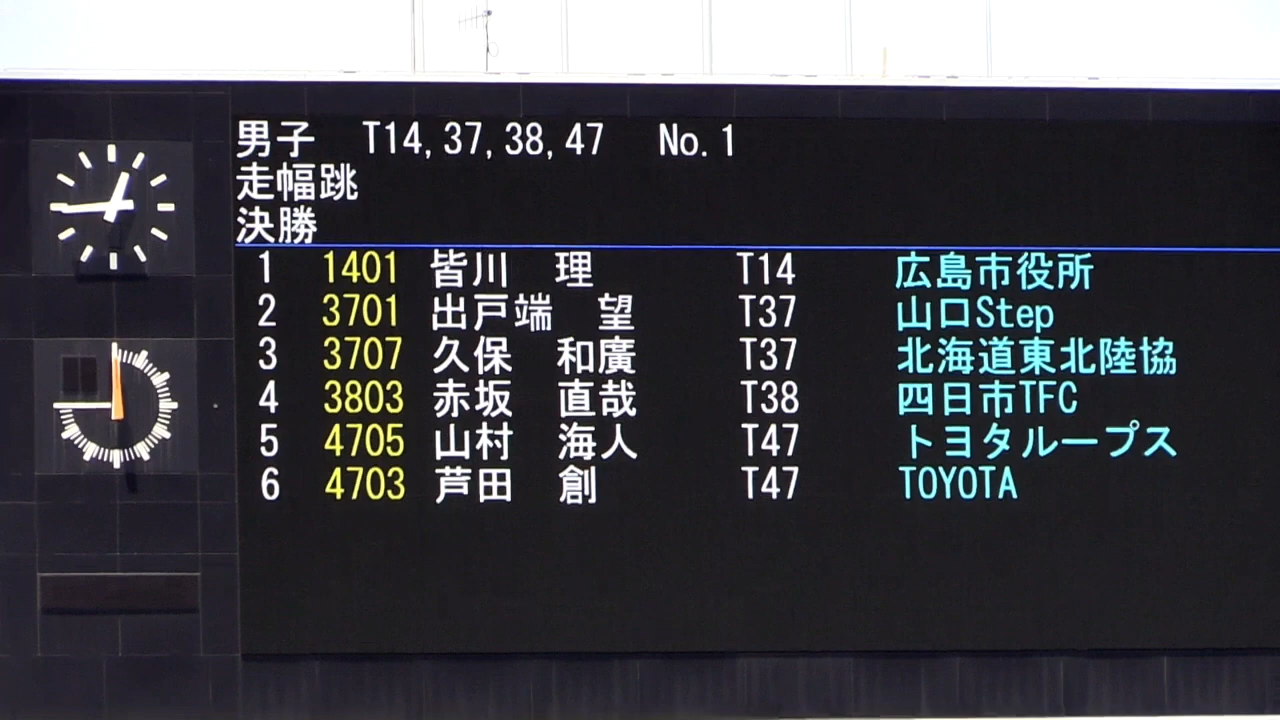 男子 T14,37,38,47 No.1
走幅跳
決勝
1 1401 皆川 理 T14 広島市役所
2 3701 出戸端 望 T37 山口Step
3 3707 久保 和廣 T37 北海道東北陸協
4 3803 赤坂 直哉 T38 四日市TFC
5 4705 山村 海人 T47 トヨタループス
6 4703 芦田 創 T47 TOYOTA